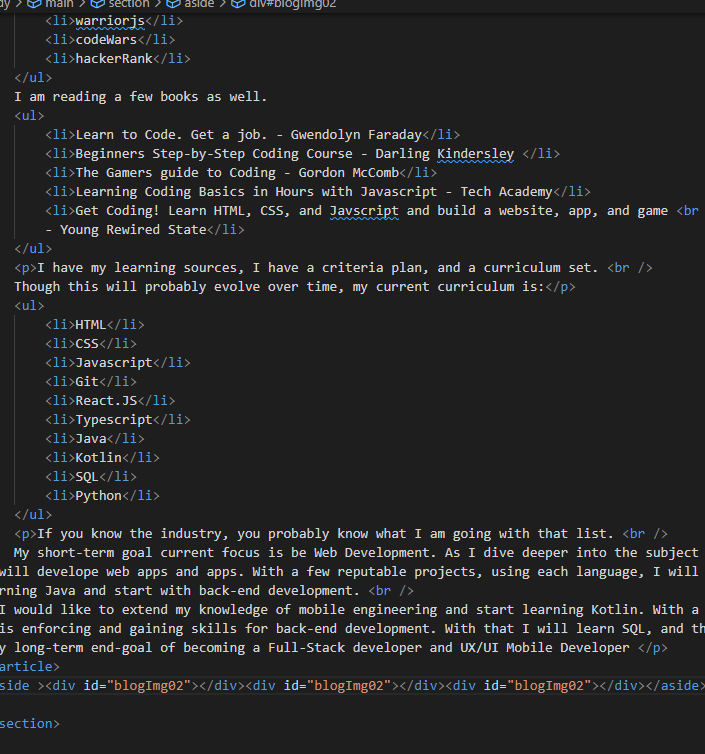 dy > main > section > aside > div#blogImg02
<li>warriorjs</li>
<li>codeWars</li>
<li>hackerRank</li>
</ul>
I am reading a few books as well.
<ul>
<li>Learn to Code. Get a job. - Gwendolyn Faraday</li>
<li>Beginners Step-by-Step Coding Course - Darling Kindersley </li>
<li>The Gamers guide to Coding - Gordon McComb</li>
<li>Learning Coding Basics in Hours with Javascript - Tech Academy</li>
<li>Get Coding! Learn HTML, CSS, and Javscript and build a website, app, and game <br
- Young Rewired State</li>
</ul>
<p>I have my learning sources, I have a criteria plan, and a curriculum set. <br />
Though this will probably evolve over time, my current curriculum is:</p>
<ul>
<li>HTML</li>
<li>CSS</li>
<li>Javascript</li>
<li>Git</li>
<li>React.JS</li>
<li>Typescript</li>
<li>Java</li>
<li>Kotlin</li>
<li>SQL</li>
<li>Python</li>
</ul>
<p>If you know the industry, you probably know what I am going with that list. <br />
My short-term goal current focus is be Web Development. As I dive deeper into the subject
will develope web apps and apps. With a few reputable projects, using each language, I will
rning Java and start with back-end development. <br />
I would like to extend my knowledge of mobile engineering and start learning Kotlin. With a
is enforcing and gaining skills for back-end development. With that I will learn SQL, and th
y long-term end-goal of becoming a Full-Stack developer and UX/UI Mobile Developer </p>
article>
side ><div id="blogImg02"></div><div id="blogImg02"></div><div id="blogImg02"></div></aside>
section>